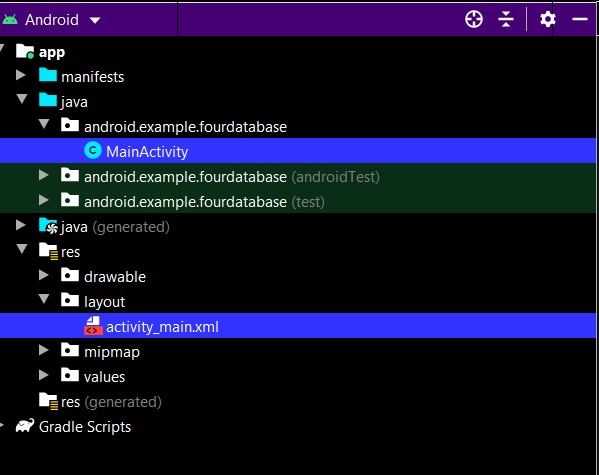 Android
app
manifests
java
android.example.fourdatabase
C MainActivity
android.example.fourdatabase (androidTest)
android.example.fourdatabase (test)
java (generated)
res
drawable
layout
<> activity_main.xml
mipmap
values
res (generated)
Gradle Scripts